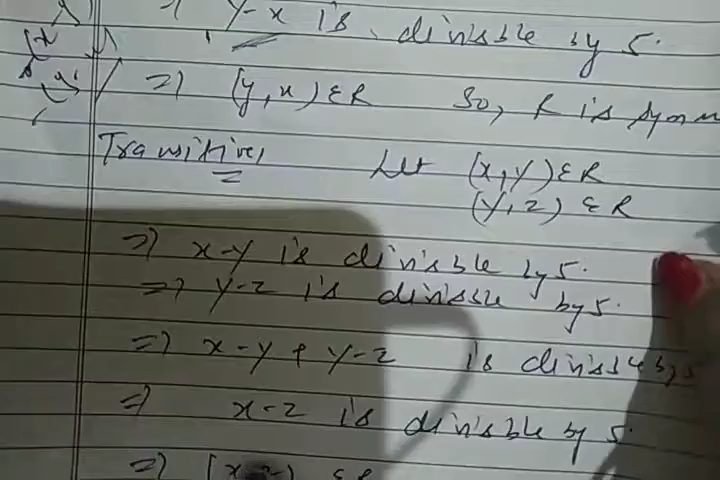 => y-x is divisible by 5.
=> (y, x) ∈ R So, R is symm
Transitive, Let (x, y) ∈ R
(y, z) ∈ R
=> x-y is divisible by 5.
=> y-z is divisible by 5.
=> x-y + y-z is divisible by 5
=> x-z is divisible by 5.
=> (x